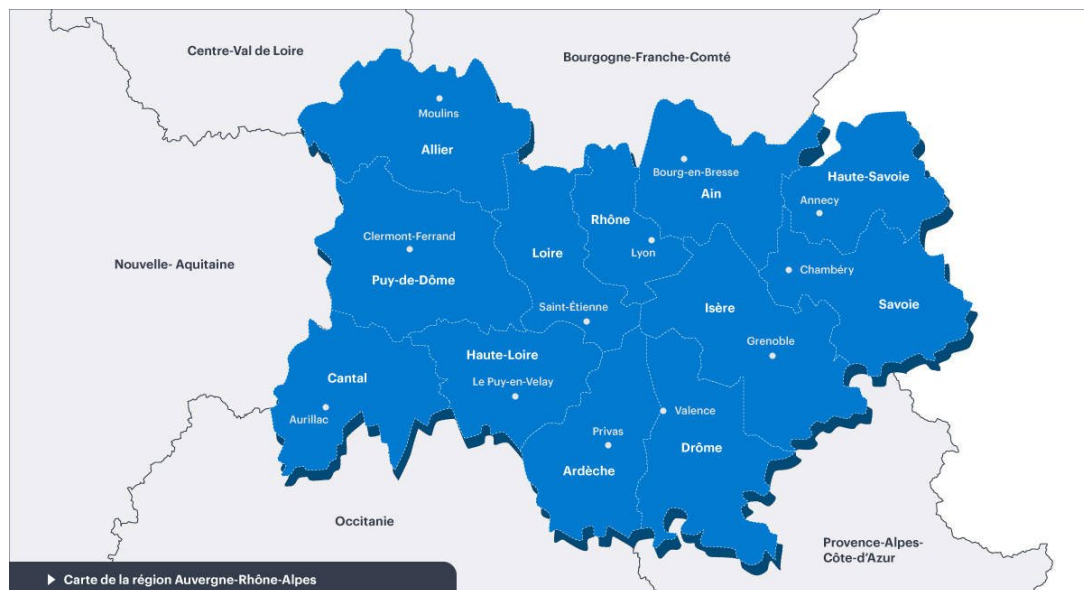 Centre-Val de Loire
Bourgogne-Franche-Comté
Moulins
Allier
Bourg-en-Bresse
Ain
Haute-Savoie
Annecy
Rhône
Lyon
Clermont-Ferrand
Puy-de-Dôme
Loire
Nouvelle- Aquitaine
Chambéry
Savoie
Saint-Étienne
Isère
Grenoble
Haute-Loire
Le Puy-en-Velay
Cantal
Aurillac
Valence
Drôme
Privas
Ardèche
Occitanie
Provence-Alpes-
Côte-d'Azur
Carte de la région Auvergne-Rhône-Alpes